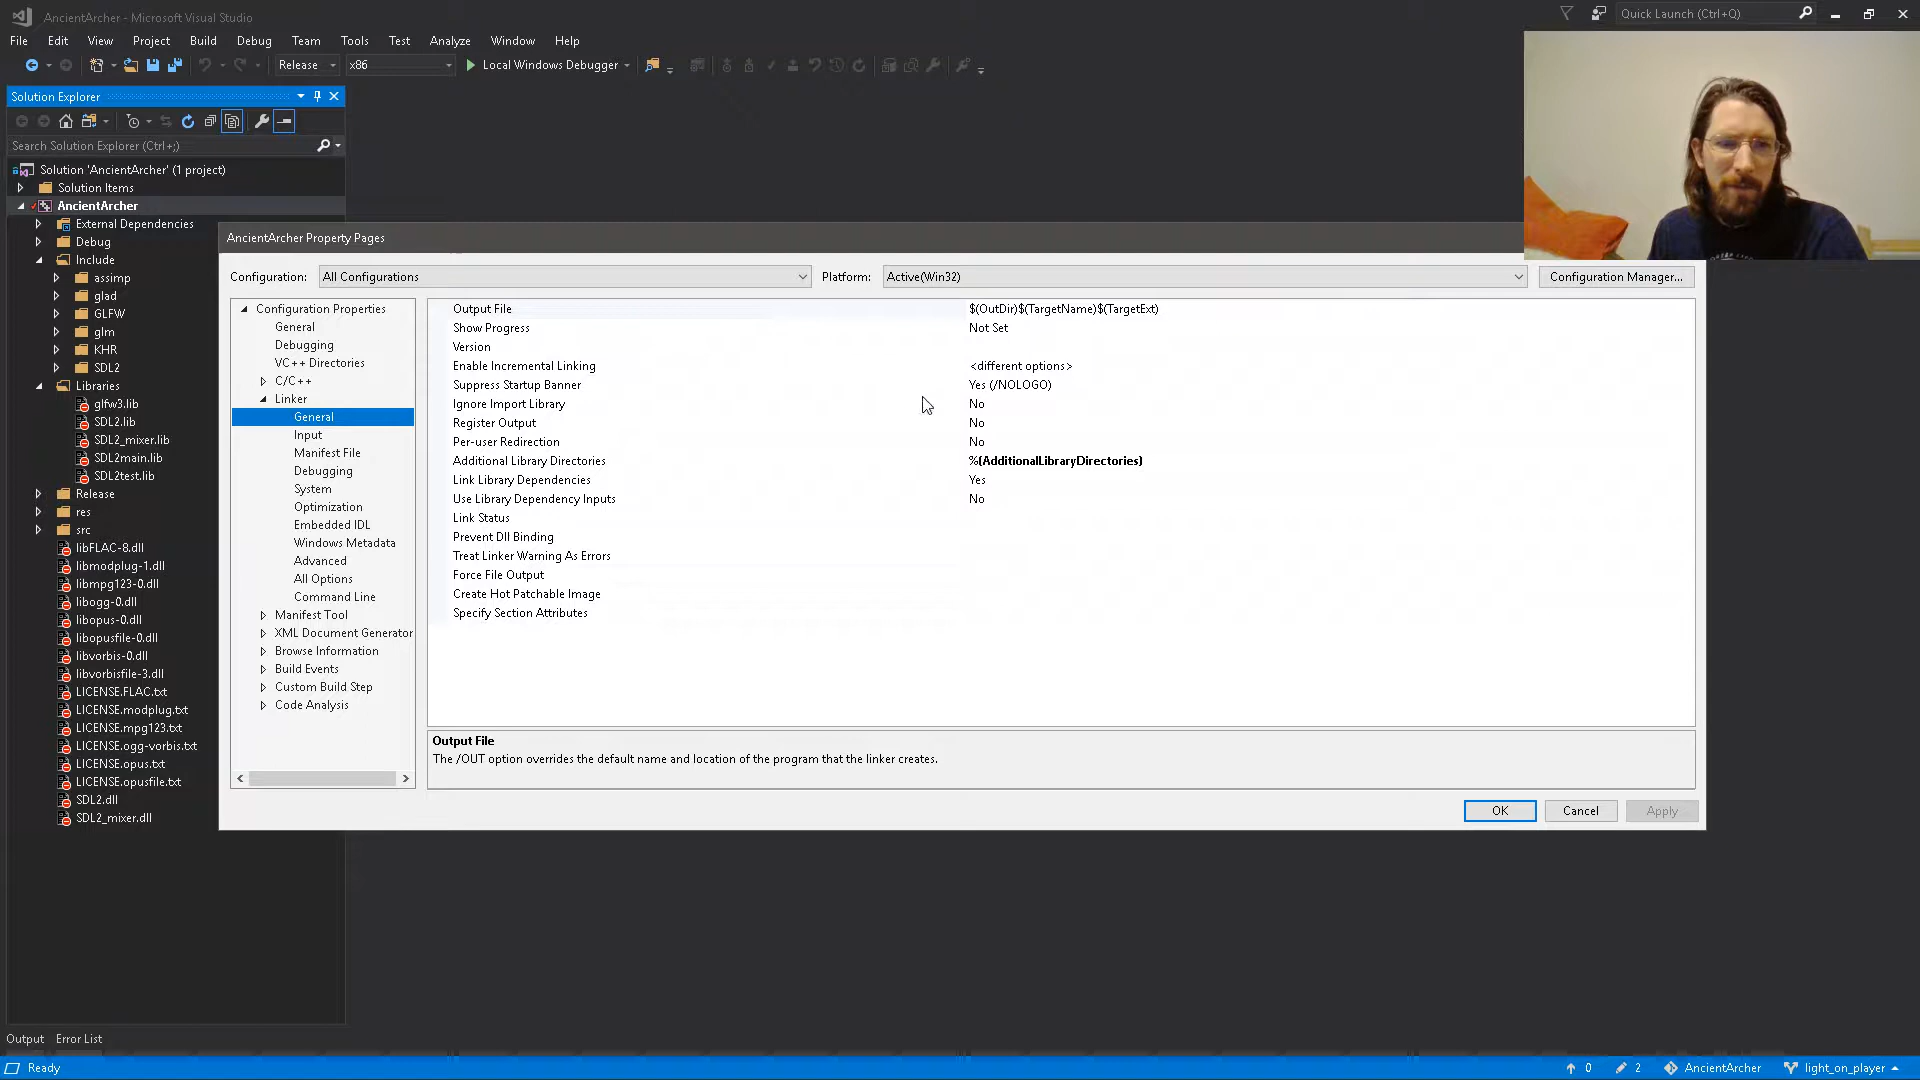 AncientArcher - Microsoft Visual Studio
Quick Launch (Ctrl+Q)
File Edit View Project Build Debug Team Tools Test Analyze Window Help
Release x86 Local Windows Debugger
Solution Explorer
Search Solution Explorer (Ctrl+;)
Solution 'AncientArcher' (1 project)
Solution Items
AncientArcher
External Dependencies
Debug
Include
assimp
glad
GLFW
glm
KHR
SDL2
Libraries
glfw3.lib
SDL2.lib
SDL2_mixer.lib
SDL2main.lib
SDL2test.lib
Release
res
src
libFLAC-8.dll
libmodplug-1.dll
libmpg123-0.dll
libogg-0.dll
libopus-0.dll
libopusfile-0.dll
libvorbis-0.dll
libvorbisfile-3.dll
LICENSE.FLAC.txt
LICENSE.modplug.txt
LICENSE.mpg123.txt
LICENSE.ogg-vorbis.txt
LICENSE.opus.txt
LICENSE.opusfile.txt
SDL2.dll
SDL2_mixer.dll
AncientArcher Property Pages
Configuration: All Configurations Platform: Active(Win32) Configuration Manager...
Configuration Properties
General
Debugging
VC++ Directories
C/C++
Linker
General
Input
Manifest File
Debugging
System
Optimization
Embedded IDL
Windows Metadata
Advanced
All Options
Command Line
Manifest Tool
XML Document Generator
Browse Information
Build Events
Custom Build Step
Code Analysis
Output File $(OutDir)$(TargetName)$(TargetExt)
Show Progress Not Set
Version
Enable Incremental Linking <different options>
Suppress Startup Banner Yes (/NOLOGO)
Ignore Import Library No
Register Output No
Per-user Redirection No
Additional Library Directories %(AdditionalLibraryDirectories)
Link Library Dependencies Yes
Use Library Dependency Inputs No
Link Status
Prevent Dll Binding
Treat Linker Warning As Errors
Force File Output
Create Hot Patchable Image
Specify Section Attributes
Output File
The /OUT option overrides the default name and location of the program that the linker creates.
OK Cancel Apply
Output Error List
Ready 0 2 AncientArcher light_on_player